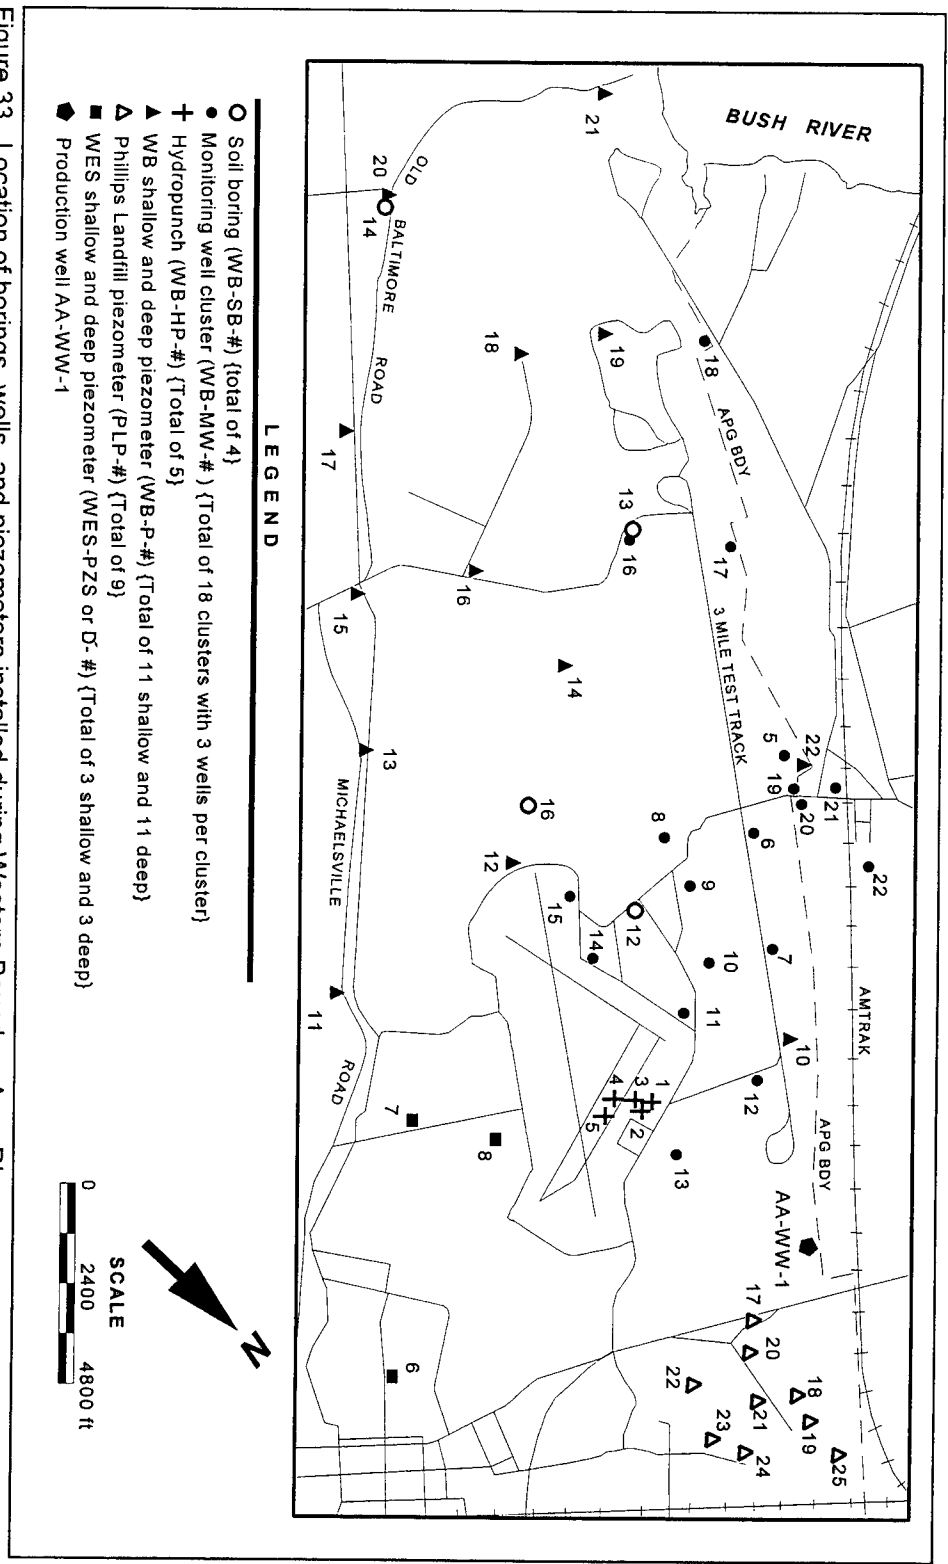 BUSH RIVER
21
OLD
BALTIMORE
ROAD
20
14
18
19
18
APG BDY
17
13
16
17
16
15
3 MILE TEST TRACK
14
13
5
22
19
20
21
22
6
8
9
16
12
15
12
14
10
7
11
10
12
AMTRAK
APG BDY
MICHAELSVILLE
ROAD
11
1
3
4
2
5
13
7
8
6
AA-WW-1
17
20
18
19
22
21
23
24
25
LEGEND
Soil boring (WB-SB-#) {total of 4}
Monitoring well cluster (WB-MW-# ) {Total of 18 clusters with 3 wells per cluster}
Hydropunch (WB-HP-#) {Total of 5}
WB shallow and deep piezometer (WB-P-#) {Total of 11 shallow and 11 deep}
Phillips Landfill piezometer (PLP-#) {Total of 9}
WES shallow and deep piezometer (WES-PZS or D'- #) {Total of 3 shallow and 3 deep}
Production well AA-WW-1
SCALE
0 2400 4800 ft
N
Figure 33. Location of borings, wells, and piezometers installed during Western Boundary Area